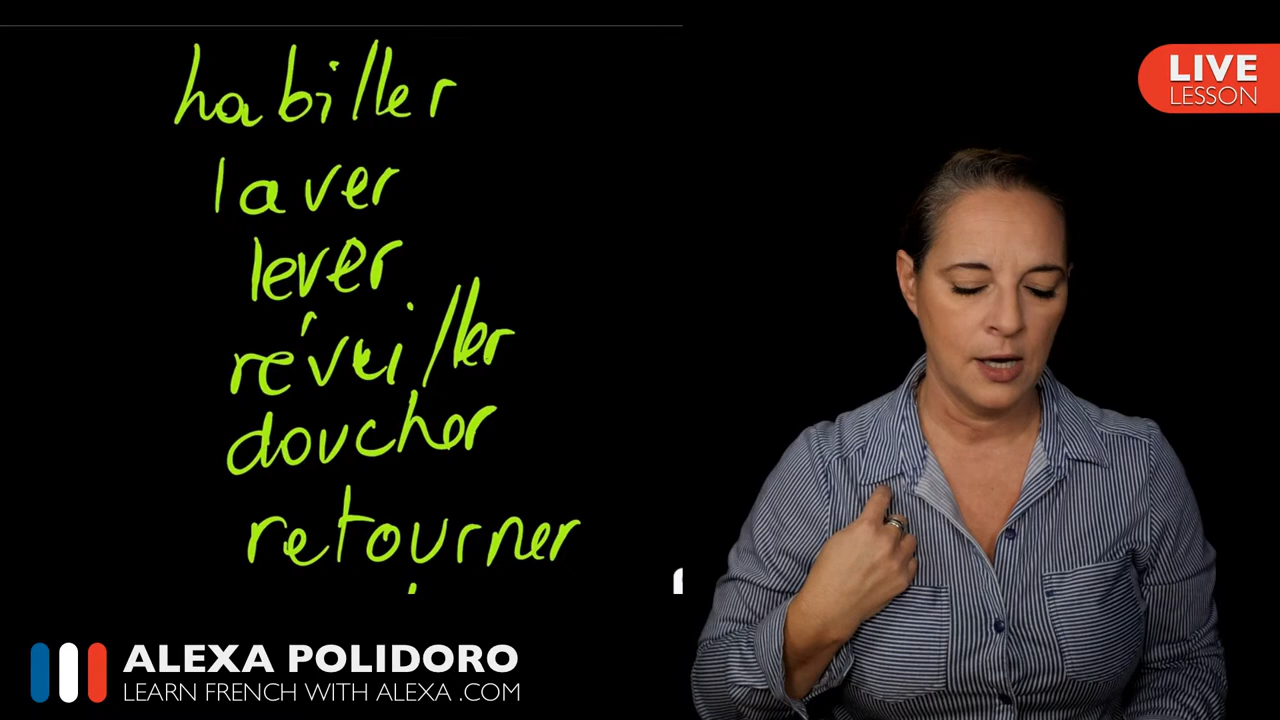 habiller
laver
lever
réveiller
doucher
retourner
LIVE
LESSON
ALEXA POLIDORO
LEARN FRENCH WITH ALEXA .COM